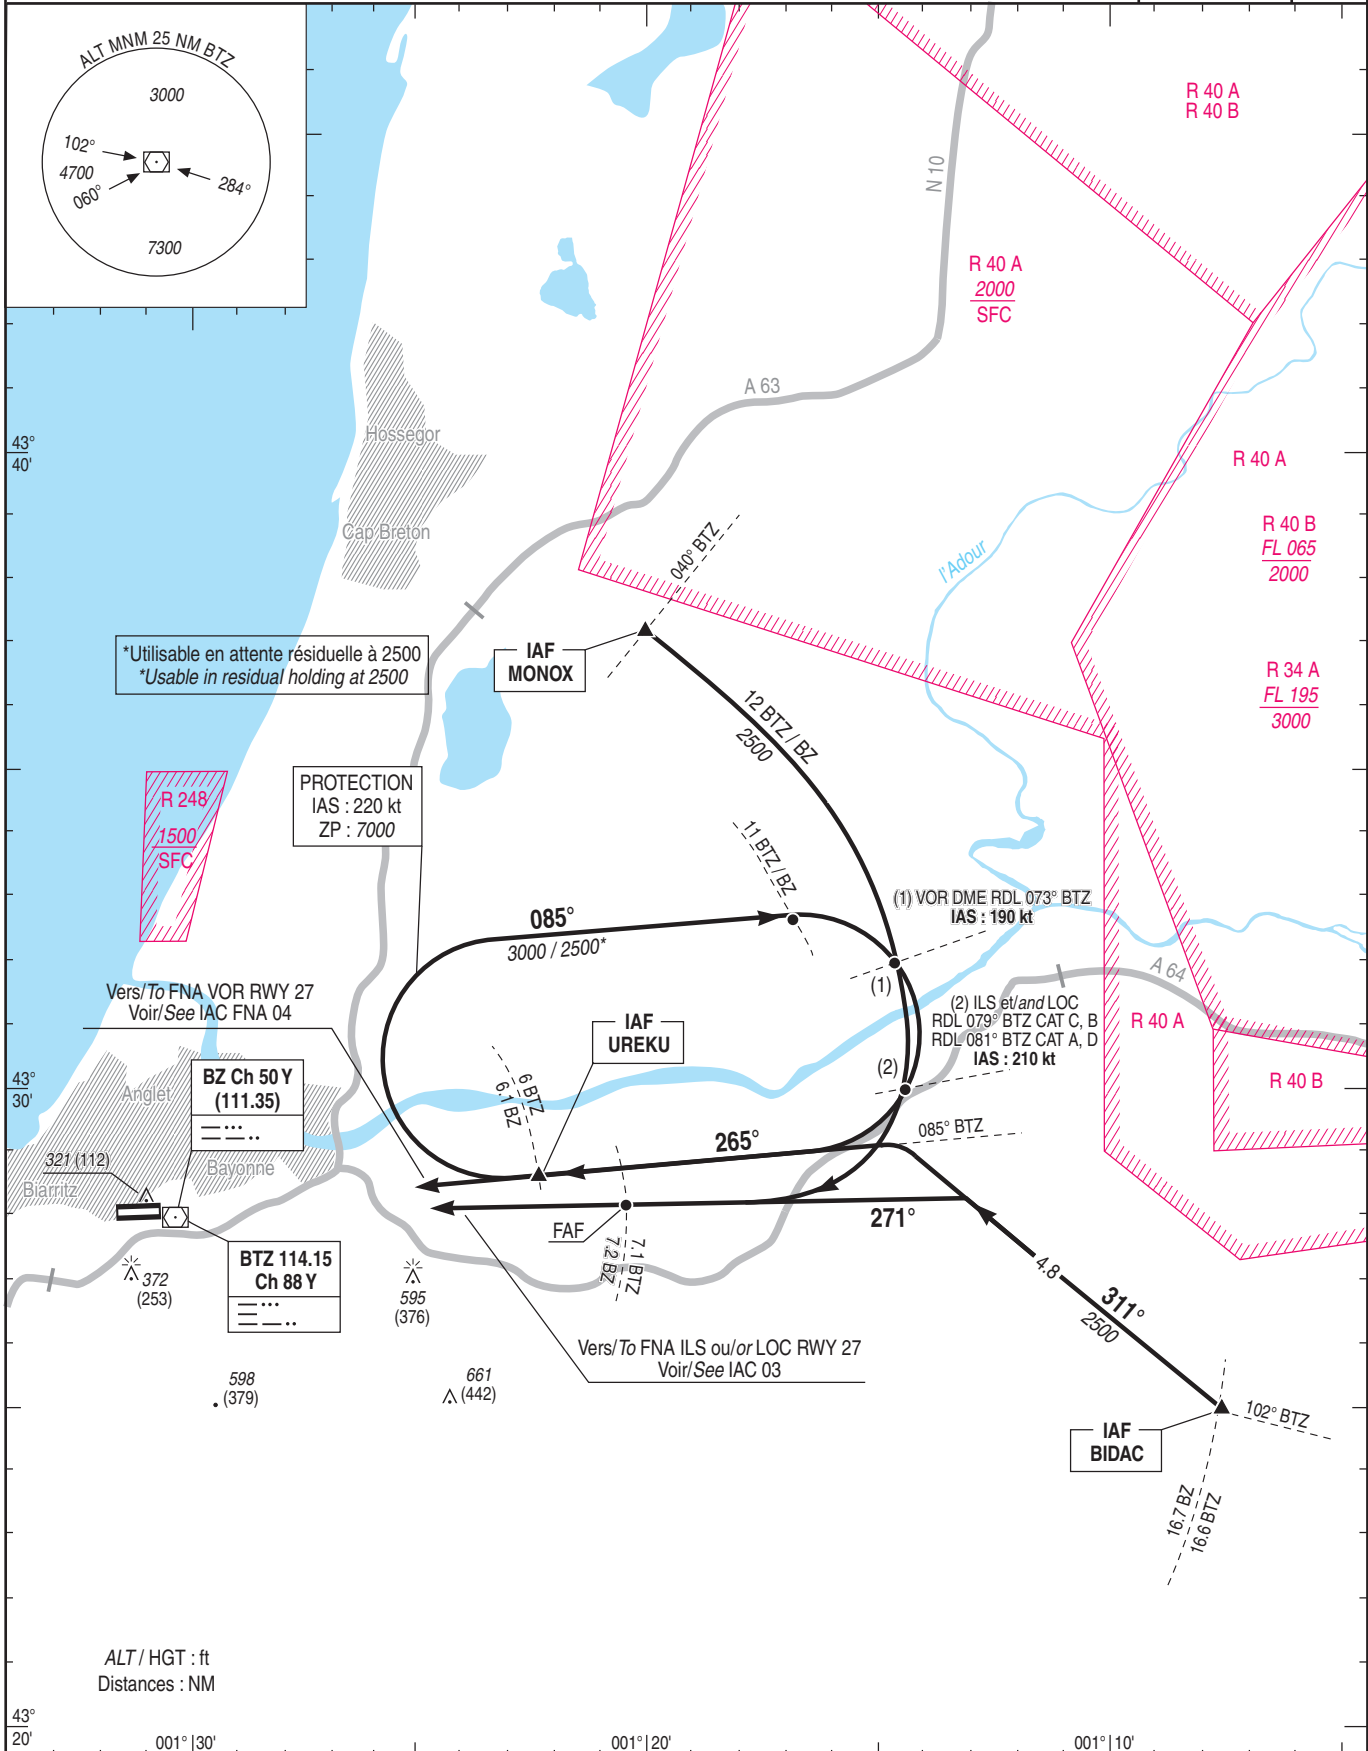 ALT MNM 25 NM BTZ
3000
102°
4700
060°
284°
7300
R 40 A
R 40 B
N 10
R 40 A
2000
SFC
A 63
43°
40'
Hossegor
R 40 A
Cap Breton
R 40 B
FL 065
2000
040° BTZ
l'Adour
*Utilisable en attente résiduelle à 2500
*Usable in residual holding at 2500
IAF
MONOX
R 34 A
FL 195
3000
12 BTZ / BZ
2500
PROTECTION
IAS : 220 kt
ZP : 7000
R 248
1500
SFC
11 BTZ / BZ
(1) VOR DME RDL 073° BTZ
IAS : 190 kt
085°
3000 / 2500*
A 64
(1)
Vers/To FNA VOR RWY 27
Voir/See IAC FNA 04
(2) ILS et/and LOC
RDL 079° BTZ CAT C, B
RDL 081° BTZ CAT A, D
IAS : 210 kt
R 40 A
IAF
UREKU
(2)
R 40 B
43°
30'
Anglet
BZ Ch 50 Y
(111.35)
6 BTZ
6.1 BZ
085° BTZ
265°
321 (112)
Bayonne
Biarritz
271°
FAF
7.1 BTZ
7.2 BZ
BTZ 114.15
Ch 88 Y
372
(253)
595
(376)
4.8
311°
2500
Vers/To FNA ILS ou/or LOC RWY 27
Voir/See IAC 03
598
(379)
661
(442)
102° BTZ
IAF
BIDAC
16.7 BZ
16.6 BTZ
ALT / HGT : ft
Distances : NM
43°
20'
001° 30'
001° 20'
001° 10'